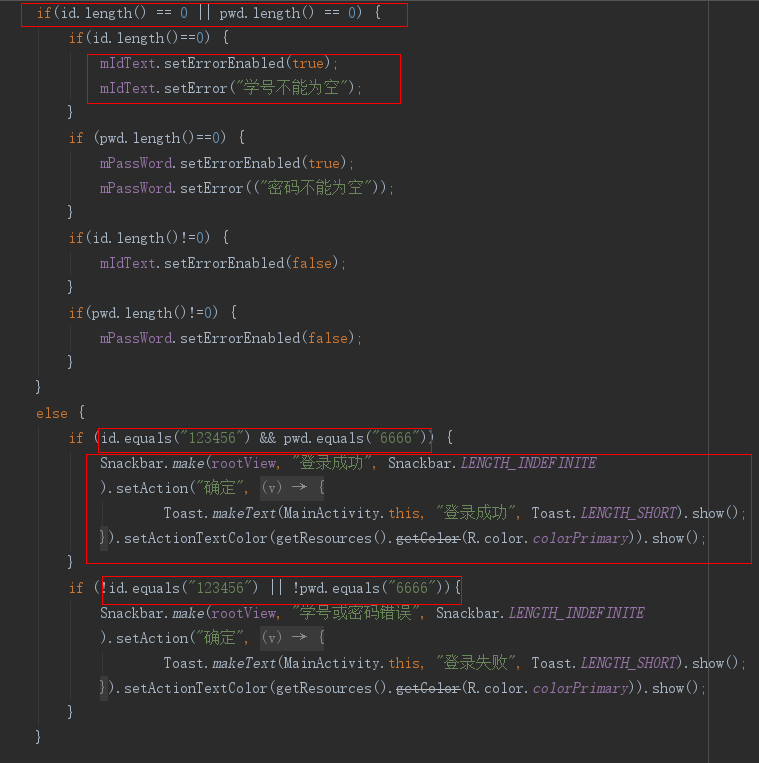 if(id.length() == 0 || pwd.length() == 0) {
if(id.length()==0) {
mIdText.setErrorEnabled(true);
mIdText.setError("学号不能为空");
}
if (pwd.length()==0) {
mPassWord.setErrorEnabled(true);
mPassWord.setError(("密码不能为空"));
}
if(id.length()!=0) {
mIdText.setErrorEnabled(false);
}
if(pwd.length()!=0) {
mPassWord.setErrorEnabled(false);
}
}
else {
if (id.equals("123456") && pwd.equals("6666")) {
Snackbar.make(rootView, "登录成功", Snackbar.LENGTH_INDEFINITE
).setAction("确定", (v) → {
Toast.makeText(MainActivity.this, "登录成功", Toast.LENGTH_SHORT).show();
}).setActionTextColor(getResources().getColor(R.color.colorPrimary)).show();
}
if (!id.equals("123456") || !pwd.equals("6666")){
Snackbar.make(rootView, "学号或密码错误", Snackbar.LENGTH_INDEFINITE
).setAction("确定", (v) → {
Toast.makeText(MainActivity.this, "登录失败", Toast.LENGTH_SHORT).show();
}).setActionTextColor(getResources().getColor(R.color.colorPrimary)).show();
}
}